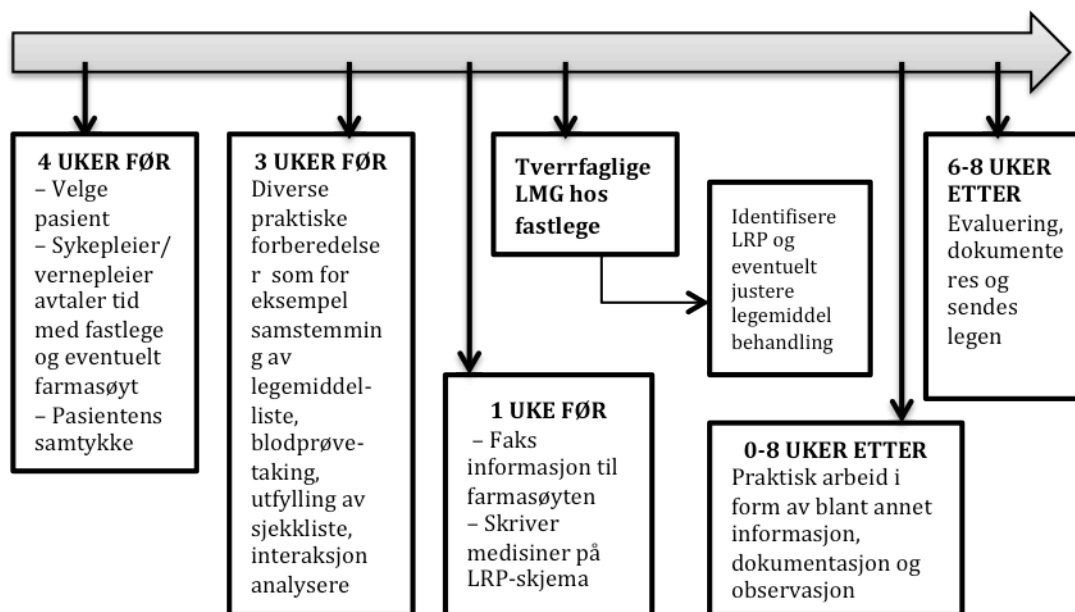 4 UKER FØR
– Velge
pasient
– Sykepleier/
vernepleier
avtaler tid
med fastlege
og eventuelt
farmasøyt
– Pasientens
samtykke
3 UKER FØR
Diverse
praktiske
forberedelse
r som for
eksempel
samstemmin
g av
legemiddel-
liste,
blodprøve-
taking,
utfylling av
sjekkliste,
interaksjon
analysere
1 UKE FØR
– Faks
informasjon til
farmasøyten
– Skriver
medisiner på
LRP-skjema
Tverrfaglige
LMG hos
fastlege
Identifisere
LRP og
eventuelt
justere
legemiddel
behandling
0-8 UKER ETTER
Praktisk arbeid i
form av blant annet
informasjon,
dokumentasjon og
observasjon
6-8 UKER
ETTER
Evaluering,
dokumente
res og
sendes
legen